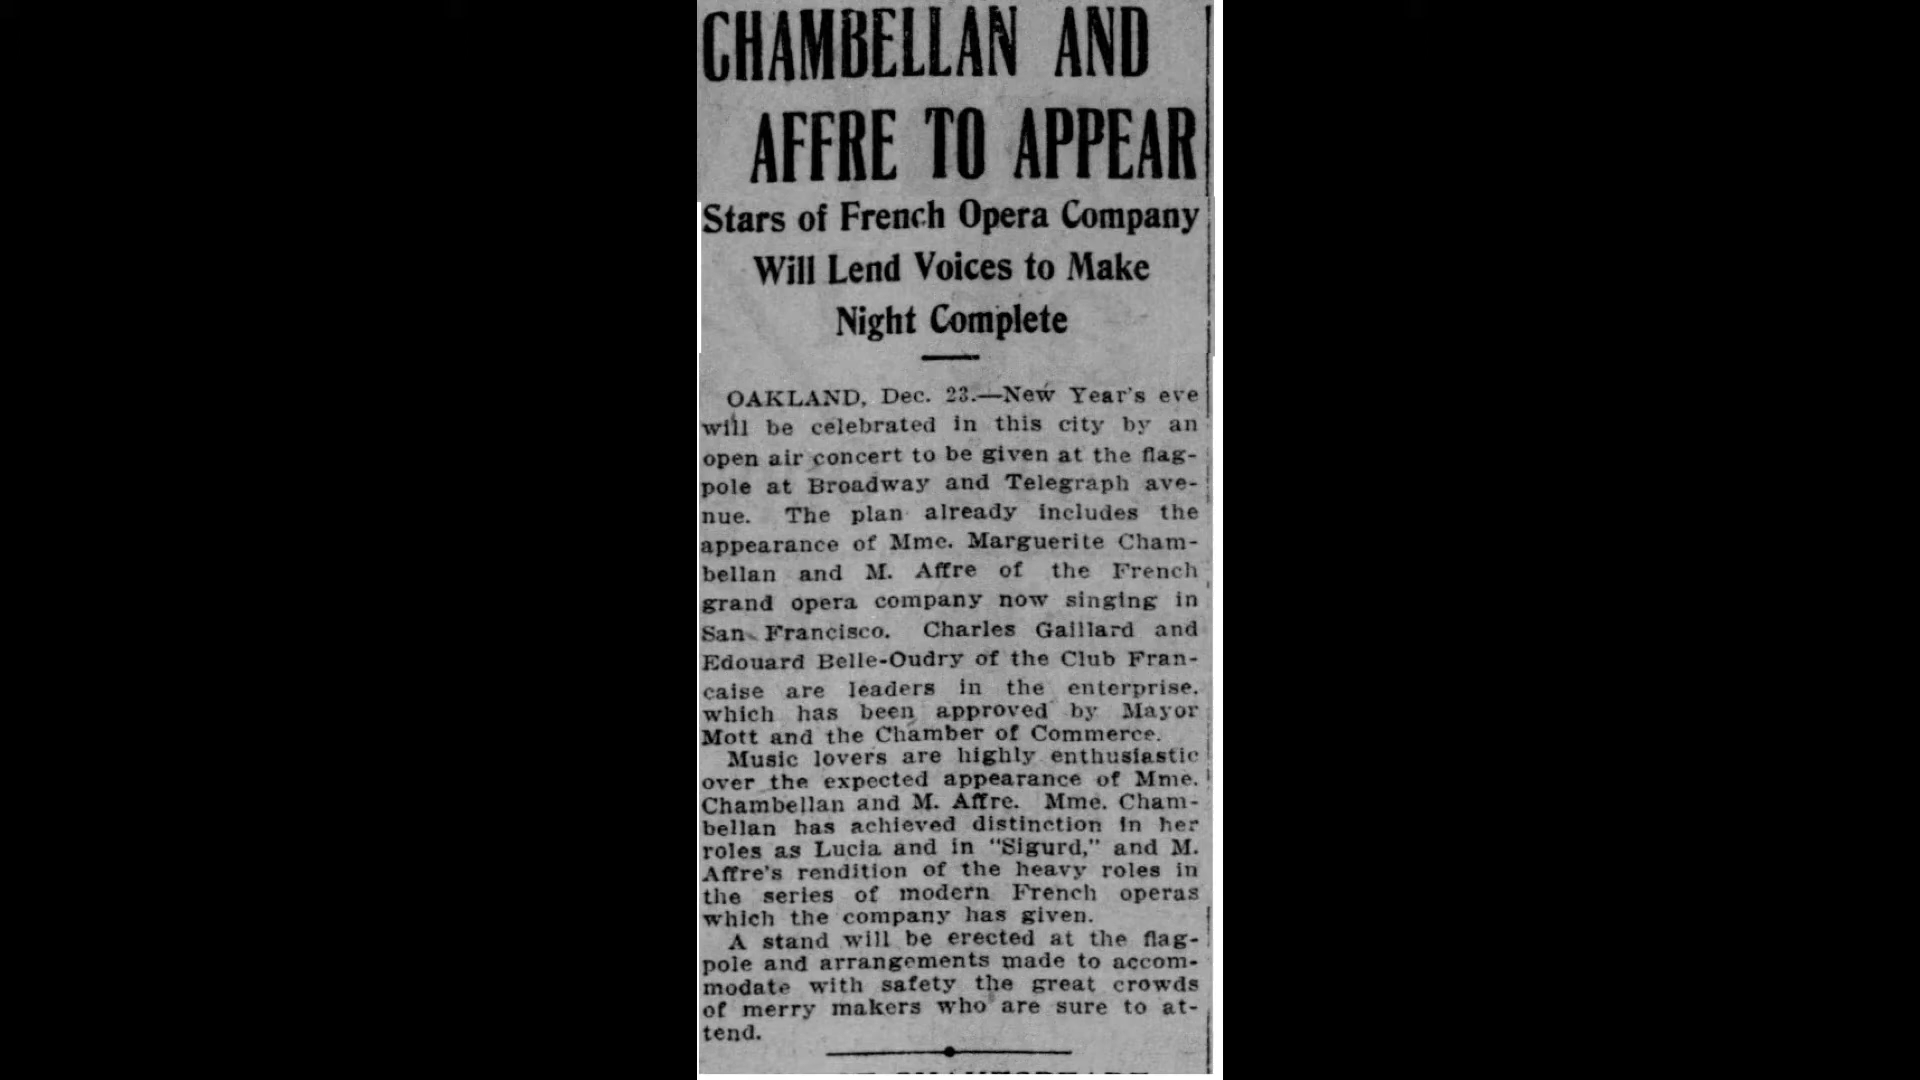 CHAMBELLAN AND
AFFRE TO APPEAR
Stars of French Opera Company
Will Lend Voices to Make
Night Complete
OAKLAND, Dec. 23.—New Year's eve
will be celebrated in this city by an
open air concert to be given at the flag-
pole at Broadway and Telegraph ave-
nue. The plan already includes the
appearance of Mme. Marguerite Cham-
bellan and M. Affre of the French
grand opera company now singing in
San Francisco. Charles Gaillard and
Edouard Belle-Oudry of the Club Fran-
caise are leaders in the enterprise,
which has been approved by Mayor
Mott and the Chamber of Commerce.
Music lovers are highly enthusiastic
over the expected appearance of Mme.
Chambellan and M. Affre. Mme. Cham-
bellan has achieved distinction in her
roles as Lucia and in "Sigurd," and M.
Affre's rendition of the heavy roles in
the series of modern French operas
which the company has given.
A stand will be erected at the flag-
pole and arrangements made to accom-
modate with safety the great crowds
of merry makers who are sure to at-
tend.